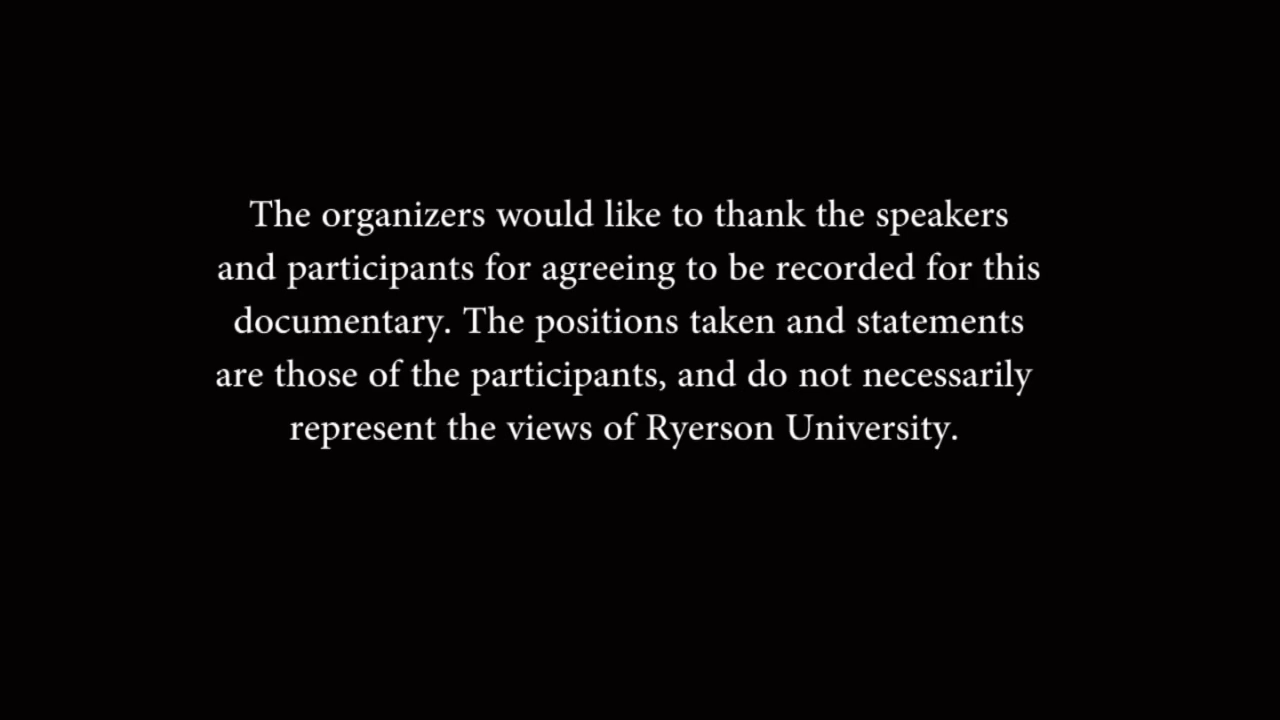 The organizers would like to thank the speakers
and participants for agreeing to be recorded for this
documentary. The positions taken and statements
are those of the participants, and do not necessarily
represent the views of Ryerson University.